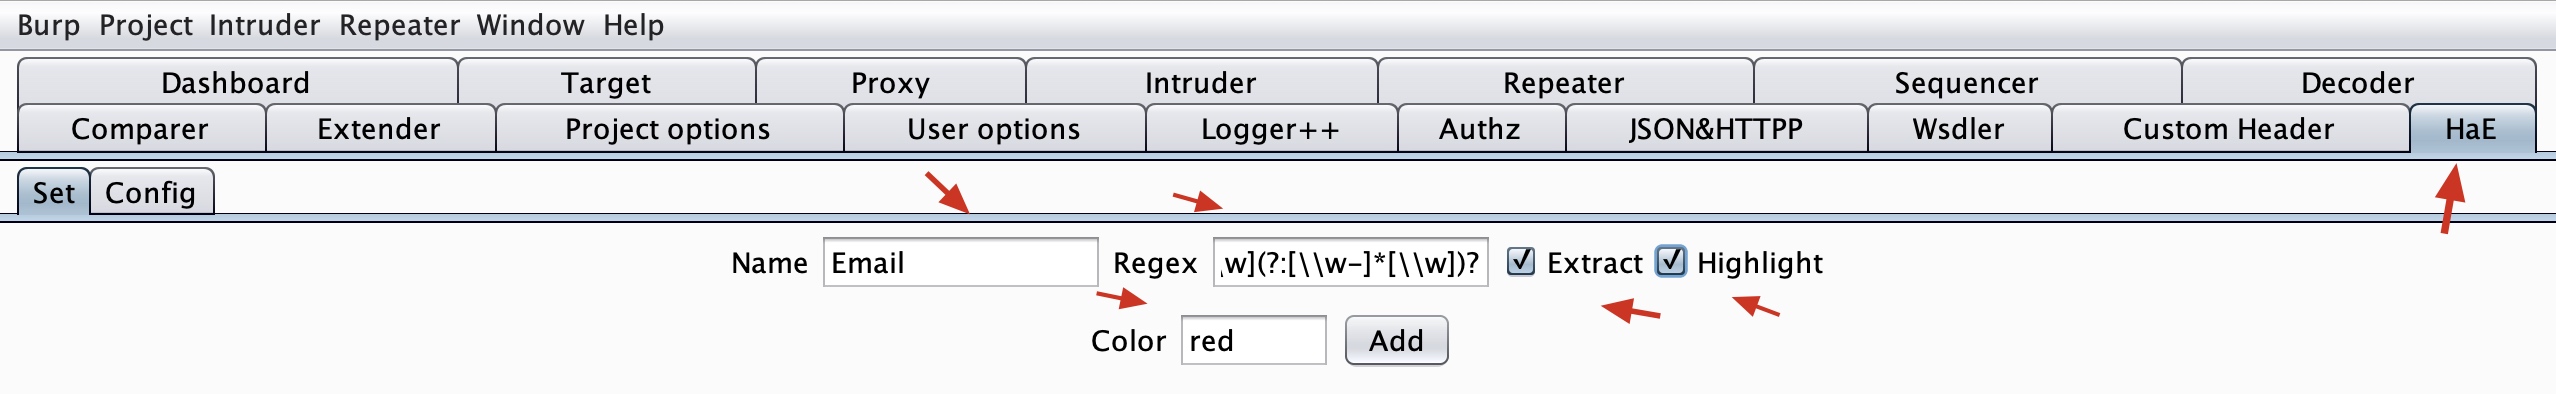 Burp Project Intruder Repeater Window Help
Dashboard Target Proxy Intruder Repeater Sequencer Decoder
Comparer Extender Project options User options Logger++ Authz JSON&HTTPP Wsdler Custom Header HaE
Set Config
Name Email Regex \w](?:[\\w-]*[\\w])? Extract Highlight
Color red Add